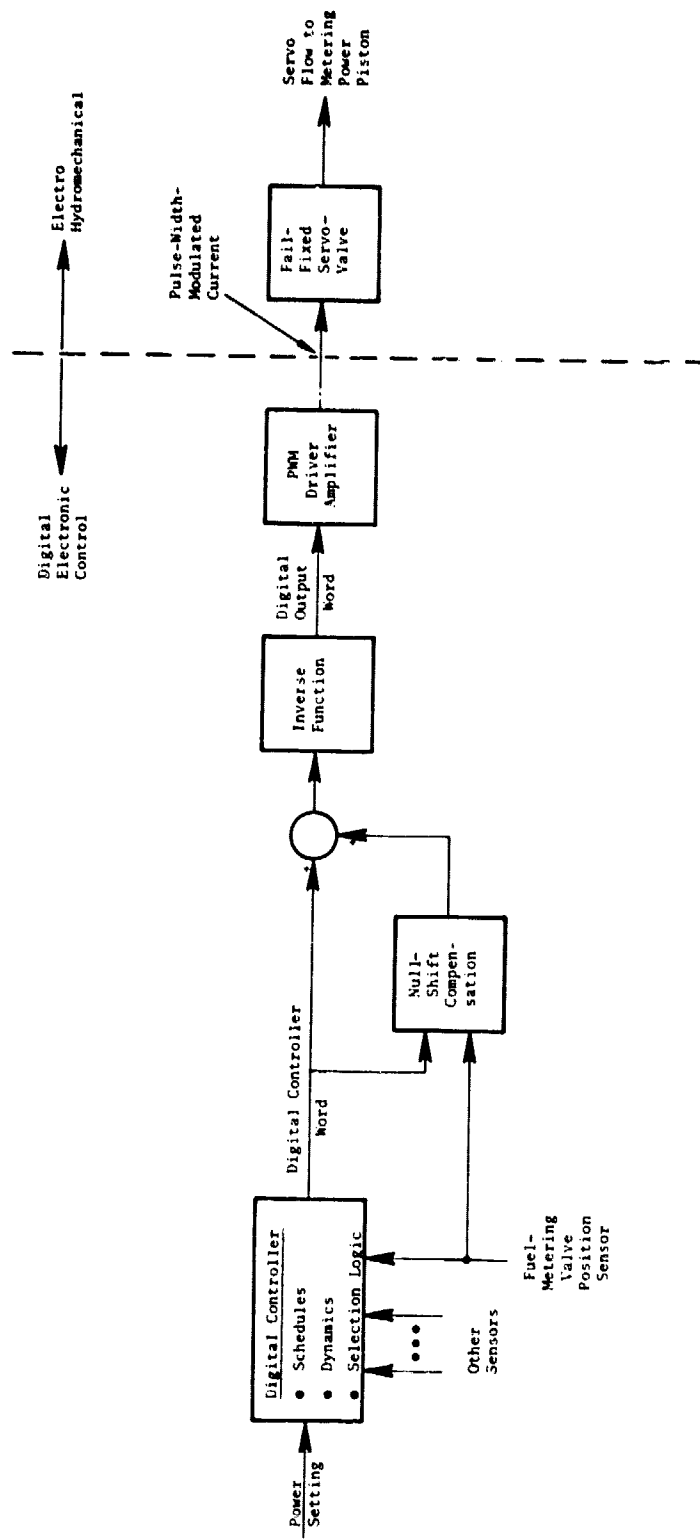 Digital
Electronic
Control
Electro
Hydromechanical
Power
Setting
Digital Controller
● Schedules
● Dynamics
● Selection Logic
Other
Sensors
Fuel-
Metering
Valve
Position
Sensor
Digital Controller
Word
Null-
Shift
Compen-
sation
+
Inverse
Function
Digital
Output
Word
PWM
Driver
Amplifier
Pulse-Width-
Modulated
Current
Fail-
Fixed
Servo-
Valve
Servo
Flow to
Metering
Power
Piston